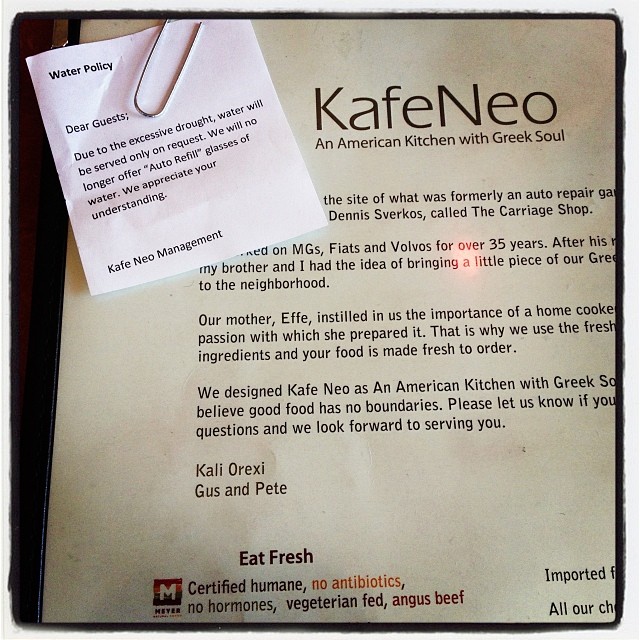 Water Policy
Dear Guests;
Due to the excessive drought, water will
be served only on request. We will no
longer offer "Auto Refill" glasses of
water. We appreciate your
understanding.
Kafe Neo Management
KafeNeo
An American Kitchen with Greek Soul
the site of what was formerly an auto repair
Dennis Sverkos, called The Carriage Shop.
on MGs, Fiats and Volvos for over 35 years. After his
my brother and I had the idea of bringing a little piece of our
to the neighborhood.
Our mother, Effe, instilled in us the importance of a home
passion with which she prepared it. That is why we use the fresh
ingredients and your food is made fresh to order.
We designed Kafe Neo as An American Kitchen with Greek
believe good food has no boundaries. Please let us know if you
questions and we look forward to serving you.
Kali Orexi
Gus and Pete
Eat Fresh
M
MEYER
Certified humane, no antibiotics,
no hormones, vegeterian fed, angus beef
Imported
All our